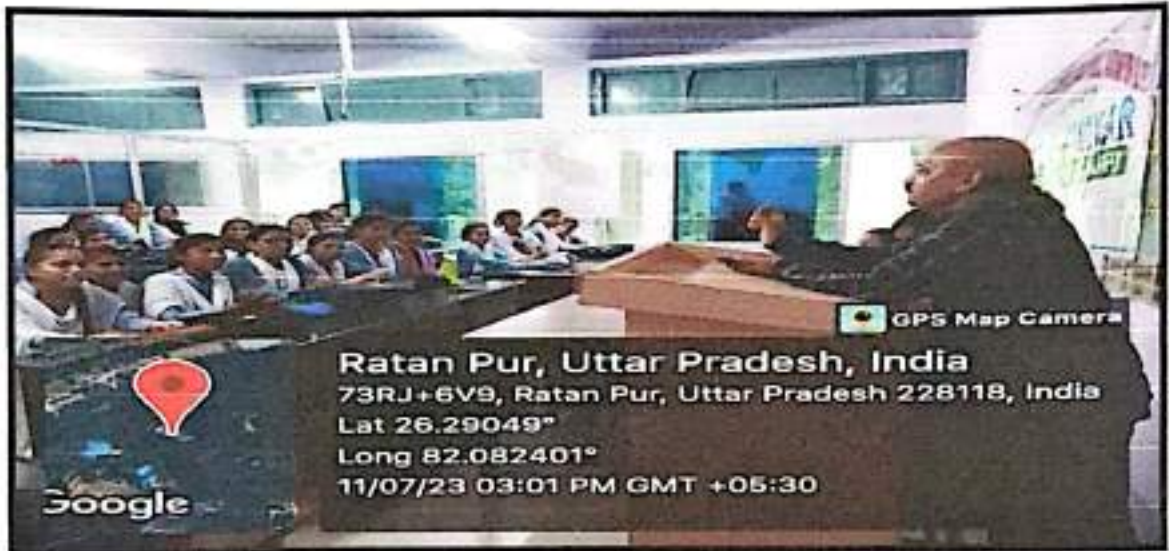 GPS Map Camera
Ratan Pur, Uttar Pradesh, India
73RJ+6V9, Ratan Pur, Uttar Pradesh 228118, India
Lat 26.29049°
Long 82.082401°
11/07/23 03:01 PM GMT +05:30
Google